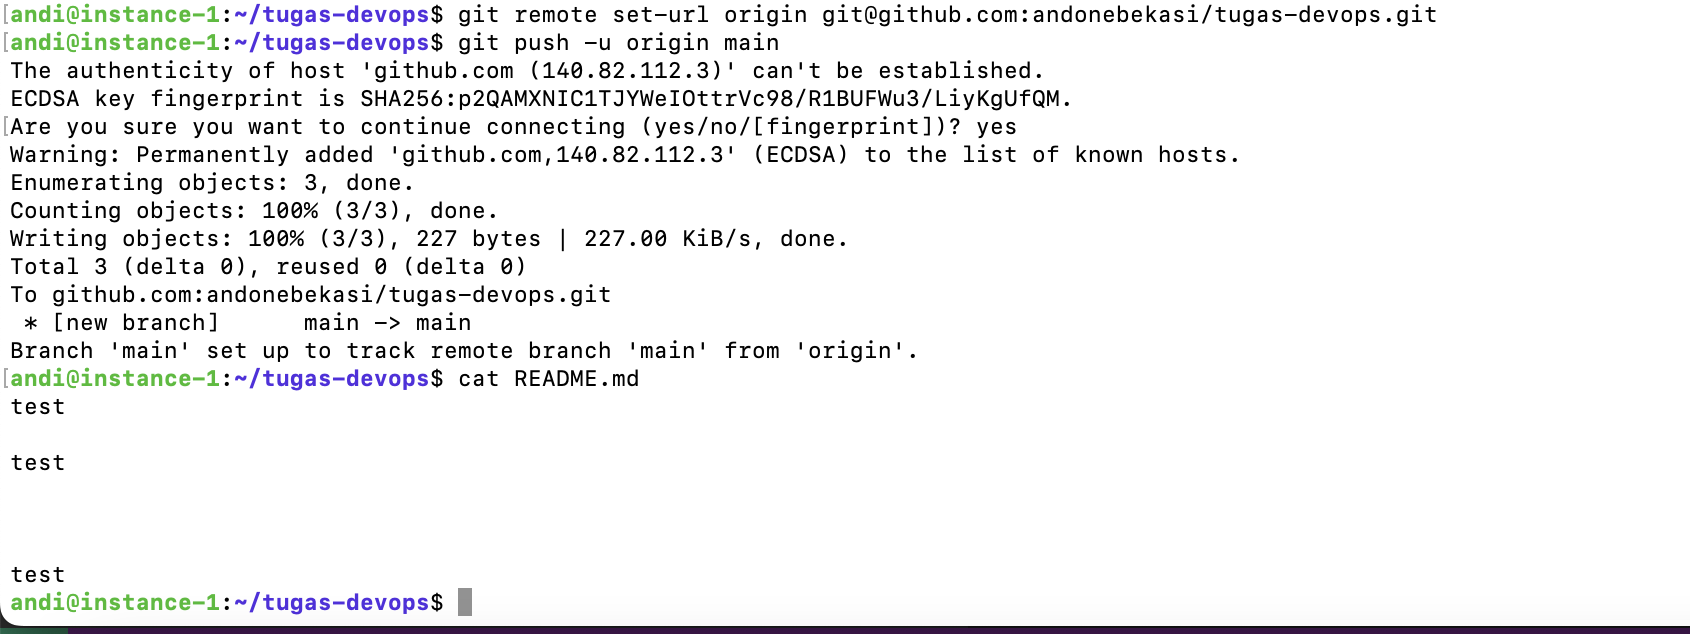 andi@instance-1:~/tugas-devops$ git remote set-url origin git@github.com:andonebekasi/tugas-devops.git
andi@instance-1:~/tugas-devops$ git push -u origin main
The authenticity of host 'github.com (140.82.112.3)' can't be established.
ECDSA key fingerprint is SHA256:p2QAMXNIC1TJYWeIOttrVc98/R1BUFWu3/LiyKgUfQM.
Are you sure you want to continue connecting (yes/no/[fingerprint])? yes
Warning: Permanently added 'github.com,140.82.112.3' (ECDSA) to the list of known hosts.
Enumerating objects: 3, done.
Counting objects: 100% (3/3), done.
Writing objects: 100% (3/3), 227 bytes | 227.00 KiB/s, done.
Total 3 (delta 0), reused 0 (delta 0)
To github.com:andonebekasi/tugas-devops.git
 * [new branch]      main -> main
Branch 'main' set up to track remote branch 'main' from 'origin'.
andi@instance-1:~/tugas-devops$ cat README.md
test
test
test
andi@instance-1:~/tugas-devops$